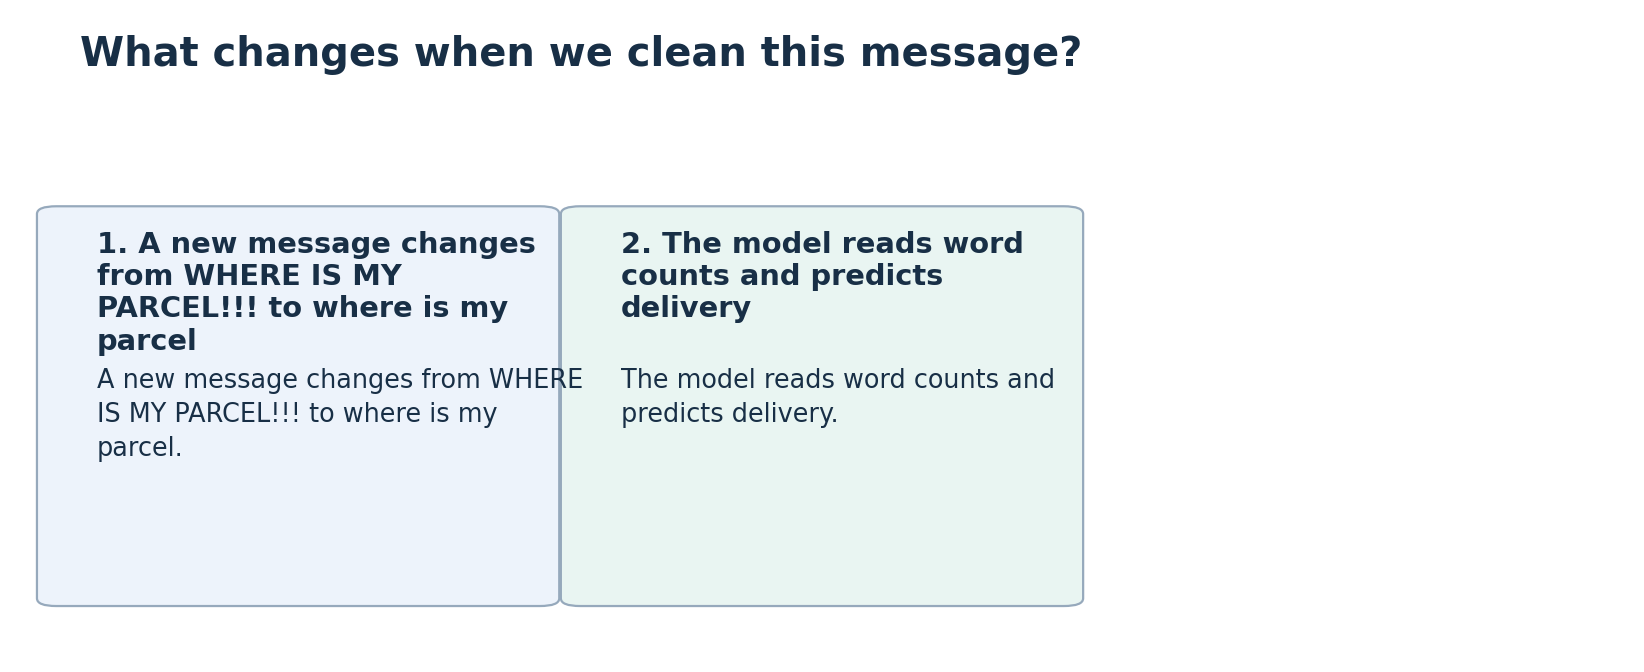 What changes when we clean this message?
1. A new message changes
from WHERE IS MY
PARCEL!!! to where is my
parcel
A new message changes from WHERE
IS MY PARCEL!!! to where is my
parcel.
2. The model reads word
counts and predicts
delivery
The model reads word counts and
predicts delivery.